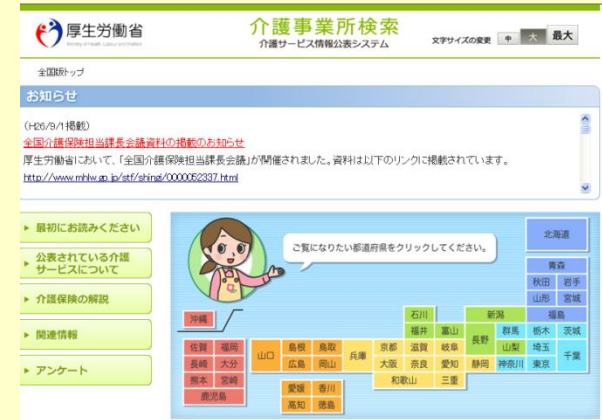 厚生労働省
Ministry of Health, Labour and Welfare
介護事業所検索
介護サービス情報公表システム
文字サイズの変更 中 大 最大
全国版トップ
お知らせ
(H26/9/1掲載)
全国介護保険担当課長会議資料の掲載のお知らせ
厚生労働省において、「全国介護保険担当課長会議」が開催されました。資料は以下のリンクに掲載されています。
http://www.mhlw.go.jp/stf/shingi/0000052337.html
最初にお読みください
公表されている介護
サービスについて
介護保険の解説
関連情報
アンケート
ご覧になりたい都道府県をクリックしてください。
北海道
青森
秋田 岩手
山形 宮城
沖縄 石川 新潟 福島
福井 富山 長野 群馬 栃木 茨城
佐賀 福岡 山口 島根 鳥取 兵庫 京都 滋賀 岐阜 山梨 埼玉 千葉
長崎 大分 広島 岡山 大阪 奈良 愛知 静岡 神奈川 東京
熊本 宮崎 愛媛 香川 和歌山 三重
鹿児島 高知 徳島